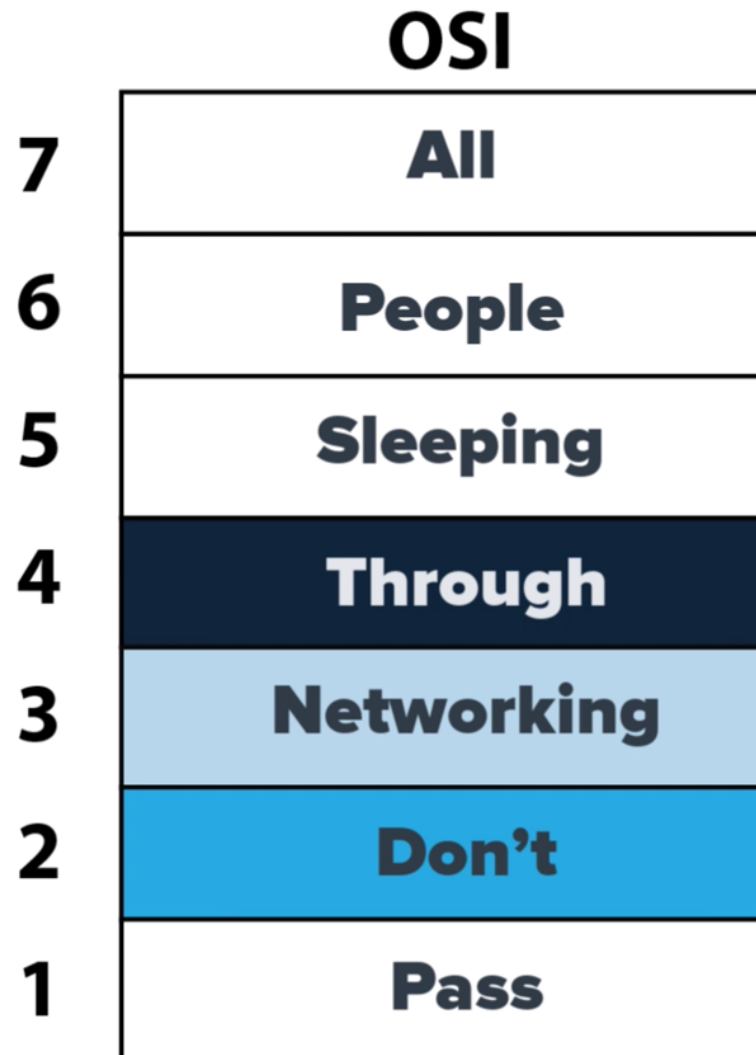 OSI
7 All
6 People
5 Sleeping
4 Through
3 Networking
2 Don’t
1 Pass